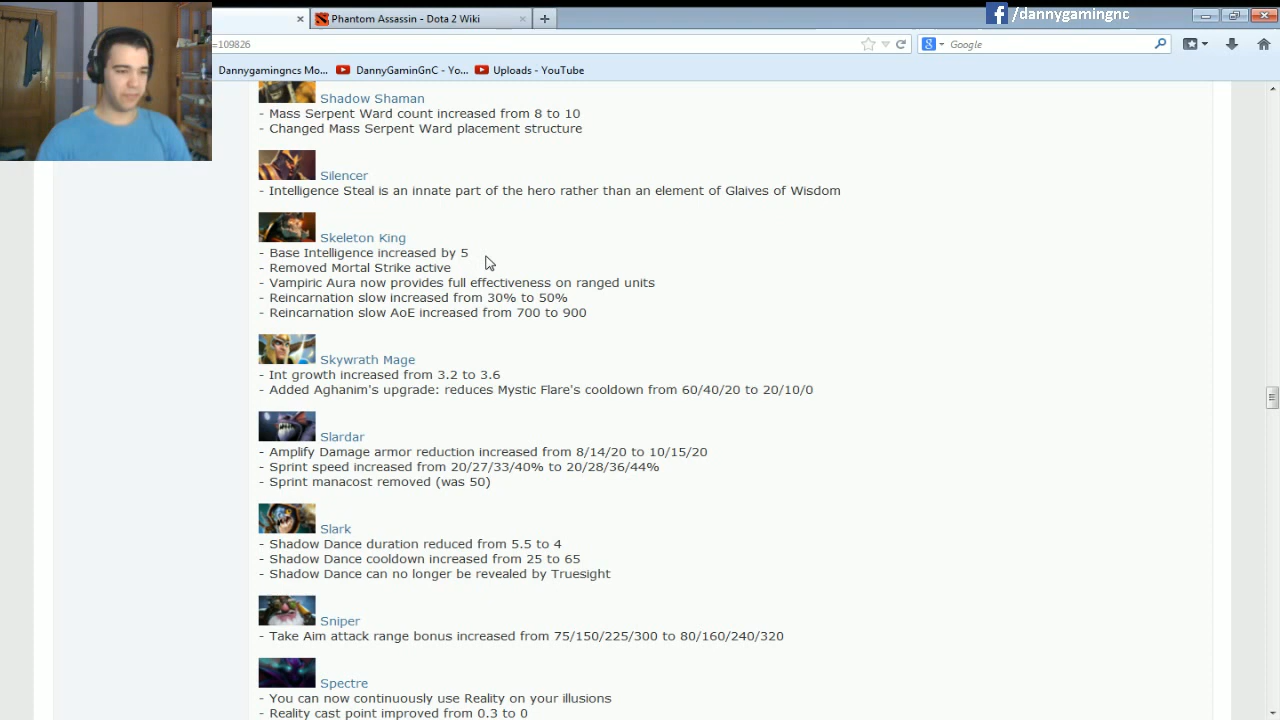 /dannygamingnc
Phantom Assassin - Dota 2 Wiki
=109826
Google
Dannygamingncs Mo...
DannyGaminGnC - Yo...
Uploads - YouTube
Shadow Shaman
- Mass Serpent Ward count increased from 8 to 10
- Changed Mass Serpent Ward placement structure
Silencer
- Intelligence Steal is an innate part of the hero rather than an element of Glaives of Wisdom
Skeleton King
- Base Intelligence increased by 5
- Removed Mortal Strike active
- Vampiric Aura now provides full effectiveness on ranged units
- Reincarnation slow increased from 30% to 50%
- Reincarnation slow AoE increased from 700 to 900
Skywrath Mage
- Int growth increased from 3.2 to 3.6
- Added Aghanim's upgrade: reduces Mystic Flare's cooldown from 60/40/20 to 20/10/0
Slardar
- Amplify Damage armor reduction increased from 8/14/20 to 10/15/20
- Sprint speed increased from 20/27/33/40% to 20/28/36/44%
- Sprint manacost removed (was 50)
Slark
- Shadow Dance duration reduced from 5.5 to 4
- Shadow Dance cooldown increased from 25 to 65
- Shadow Dance can no longer be revealed by Truesight
Sniper
- Take Aim attack range bonus increased from 75/150/225/300 to 80/160/240/320
Spectre
- You can now continuously use Reality on your illusions
- Reality cast point improved from 0.3 to 0